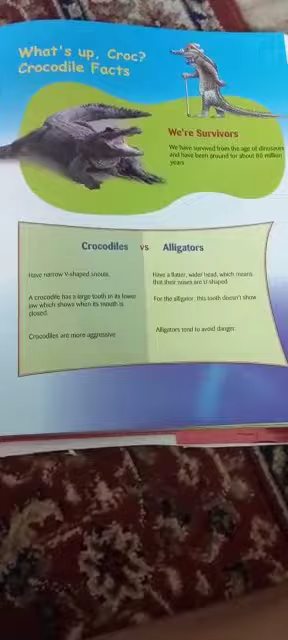 What's up, Croc?
Crocodile Facts
We're Survivors
We have survived from the age of dinosaurs
and have been around for about 65 million
years
Crocodiles vs Alligators
Have narrow V-shaped snouts.
Have a flatter, wider head, which means
that their noses are U-shaped.
A crocodile has a large tooth in its lower
jaw which shows when its mouth is
closed.
For the alligator, this tooth doesn't show
Crocodiles are more aggressive
Alligators tend to avoid danger.